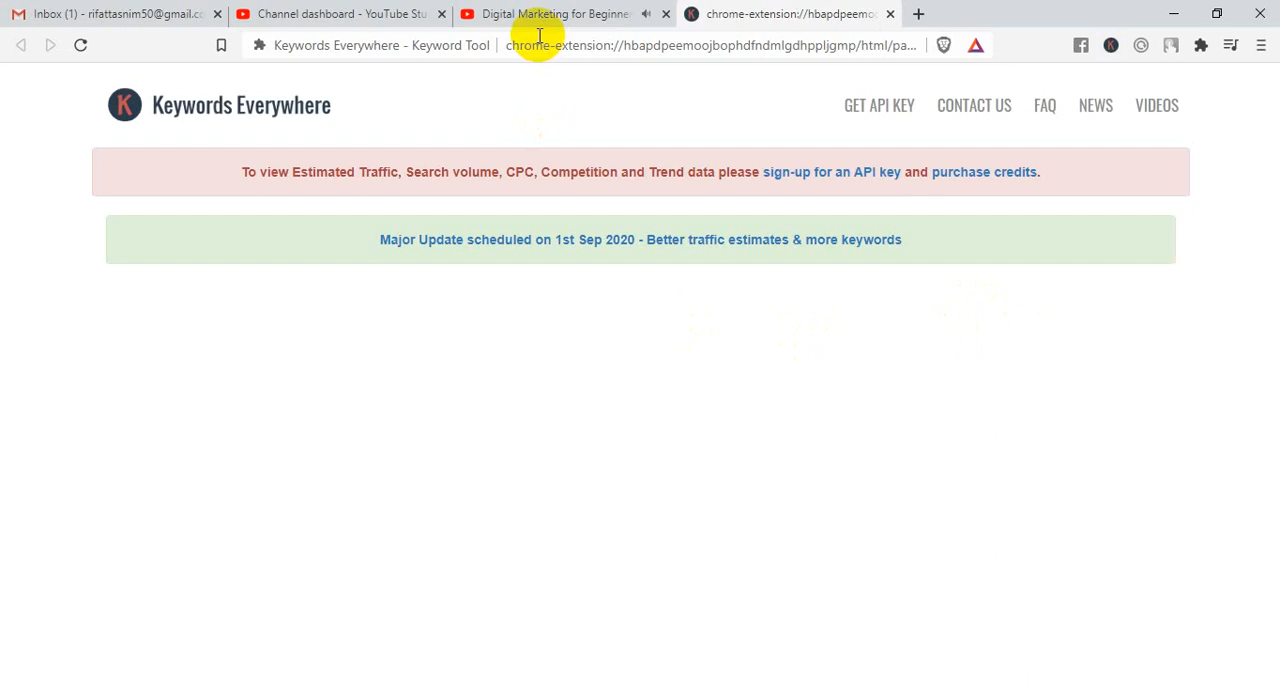 Inbox (1) - rifattasnim50@gmail.cc
Channel dashboard - YouTube Stu
Digital Marketing for Beginne
chrome-extension://hbapdpeemoo
Keywords Everywhere - Keyword Tool
chrome-extension://hbapdpeemoojbophdfndmlgdhppljgmp/html/pa...
K Keywords Everywhere
GET API KEY
CONTACT US
FAQ
NEWS
VIDEOS
To view Estimated Traffic, Search volume, CPC, Competition and Trend data please sign-up for an API key and purchase credits.
Major Update scheduled on 1st Sep 2020 - Better traffic estimates & more keywords